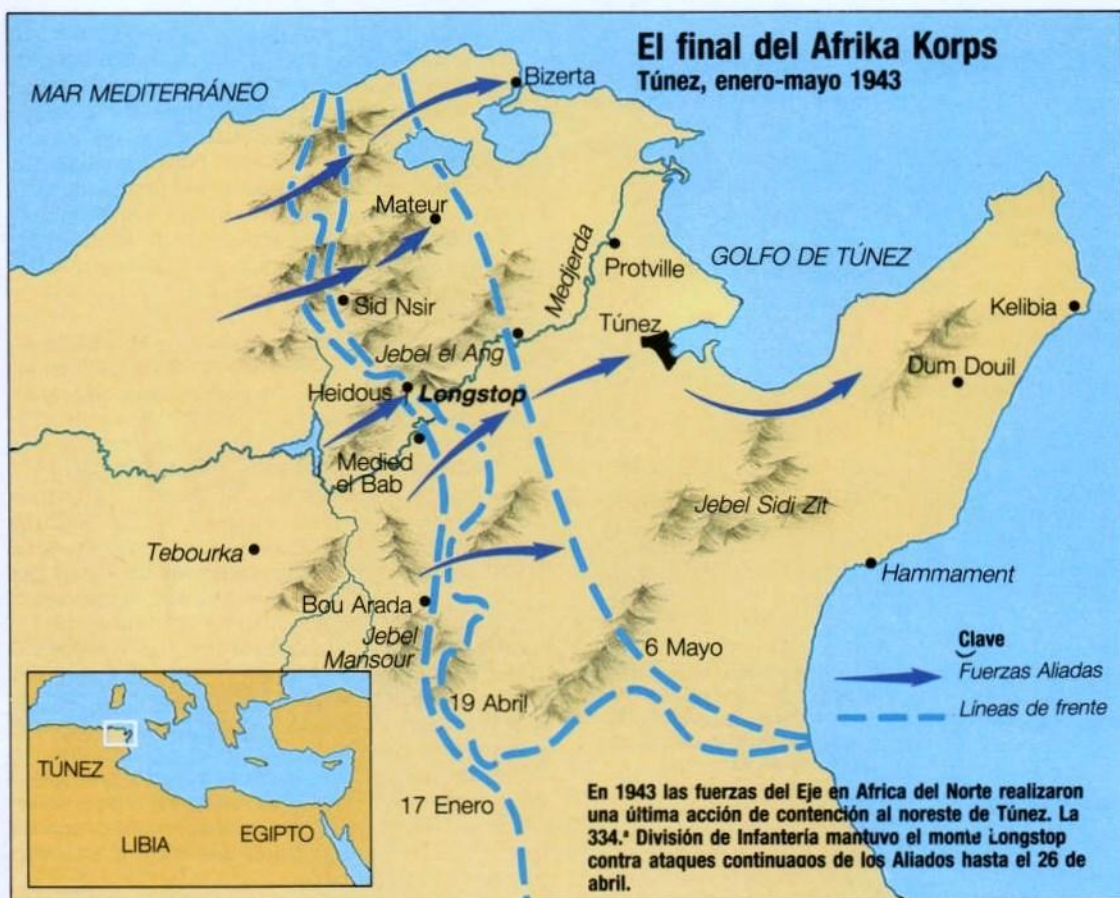 El final del Afrika Korps
Túnez, enero-mayo 1943
MAR MEDITERRÁNEO
Bizerta
Mateur
Medjerda
Protville
GOLFO DE TÚNEZ
Sid Nsir
Túnez
Kelibia
Jebel el Ang
Dum Douil
Heidous
Longstop
Medied
el Bab
Jebel Sidi Zit
Tebourka
Hammament
Bou Arada
Jebel
Mansour
6 Mayo
19 Abril
17 Enero
Clave
Fuerzas Aliadas
Líneas de frente
TÚNEZ
LIBIA
EGIPTO
En 1943 las fuerzas del Eje en Africa del Norte realizaron
una última acción de contención al noreste de Túnez. La
334.ª División de Infantería mantuvo el monte Longstop
contra ataques continuados de los Aliados hasta el 26 de
abril.